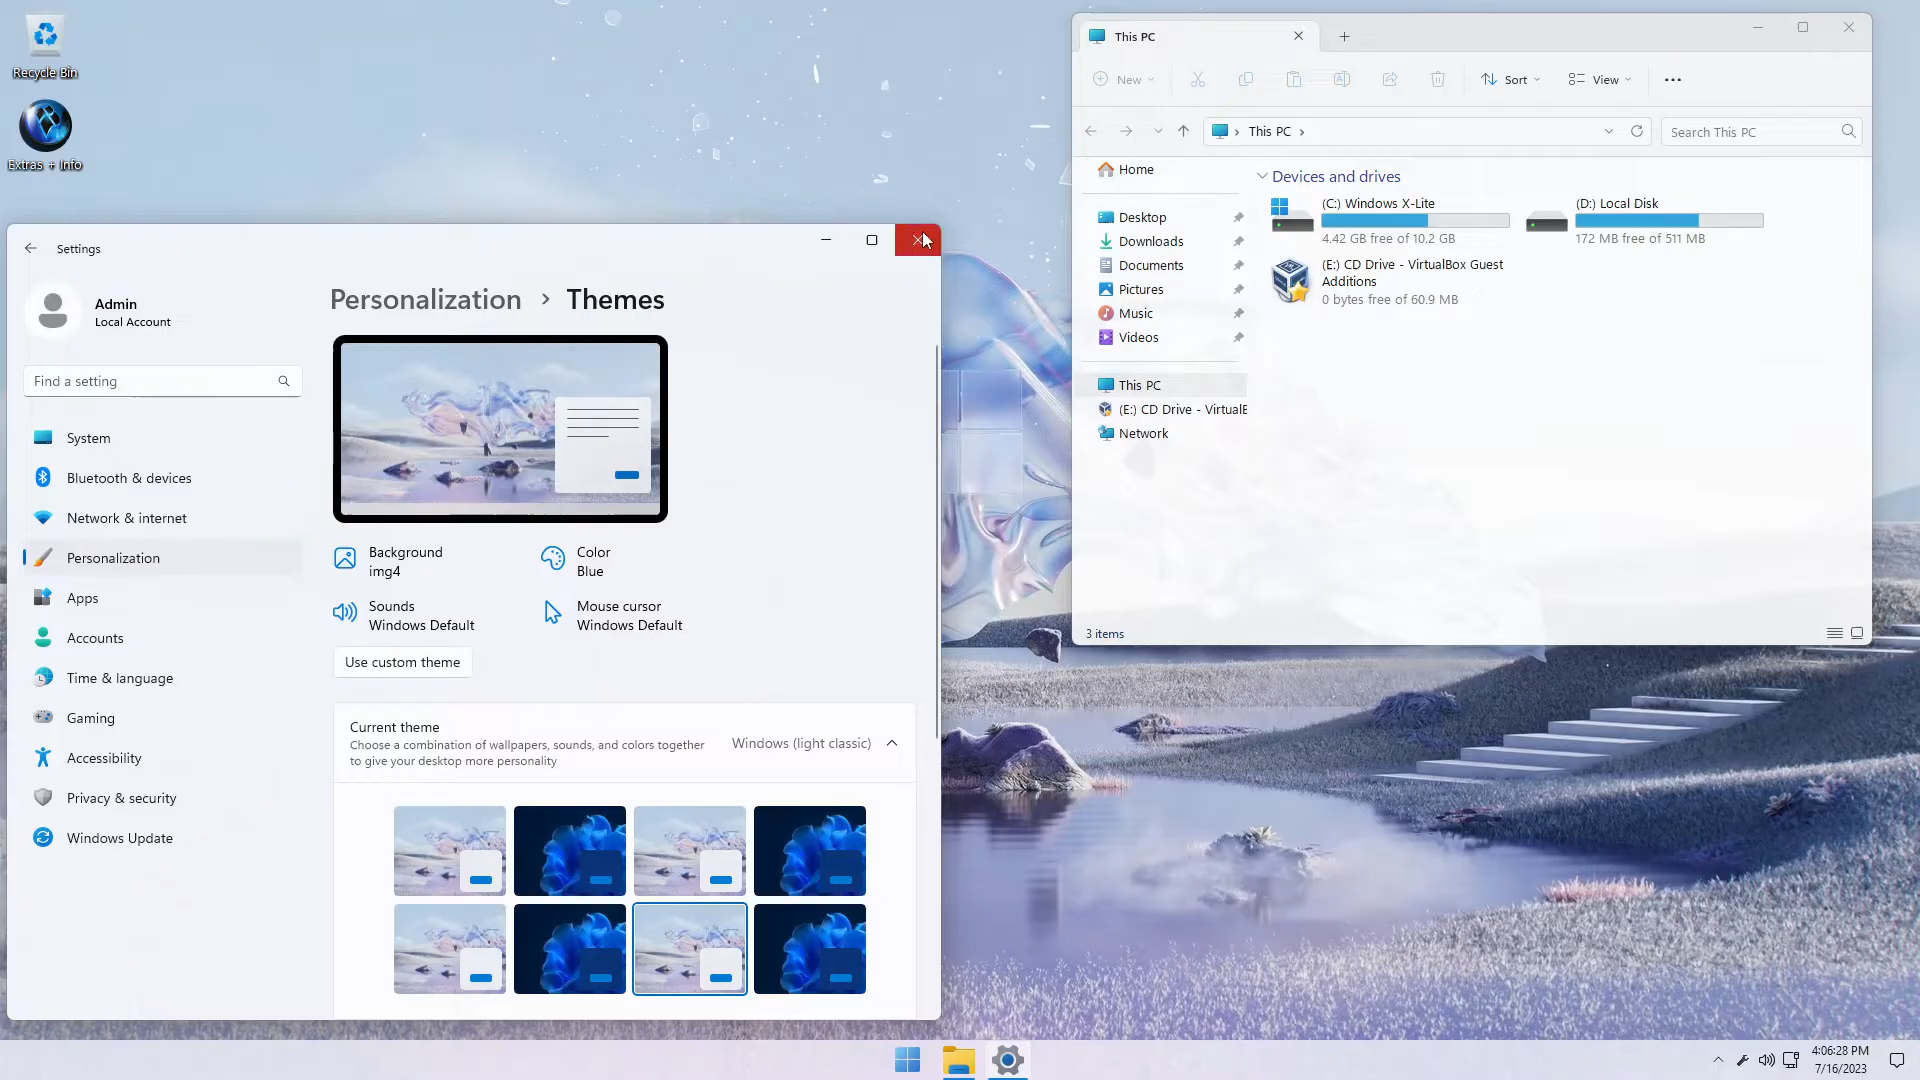 Recycle Bin
Extras + Info
Settings
Admin
Local Account
Find a setting
System
Bluetooth & devices
Network & internet
Personalization
Apps
Accounts
Time & language
Gaming
Accessibility
Privacy & security
Windows Update
Personalization > Themes
Background
img4
Color
Blue
Sounds
Windows Default
Mouse cursor
Windows Default
Use custom theme
Current theme
Choose a combination of wallpapers, sounds, and colors together
to give your desktop more personality
Windows (light classic)
This PC
New
Sort
View
This PC
Search This PC
Home
Desktop
Downloads
Documents
Pictures
Music
Videos
This PC
(E:) CD Drive - VirtualB
Network
Devices and drives
(C:) Windows X-Lite
4.42 GB free of 10.2 GB
(D:) Local Disk
172 MB free of 511 MB
(E:) CD Drive - VirtualBox Guest
Additions
0 bytes free of 60.9 MB
3 items
4:06:28 PM
7/16/2023